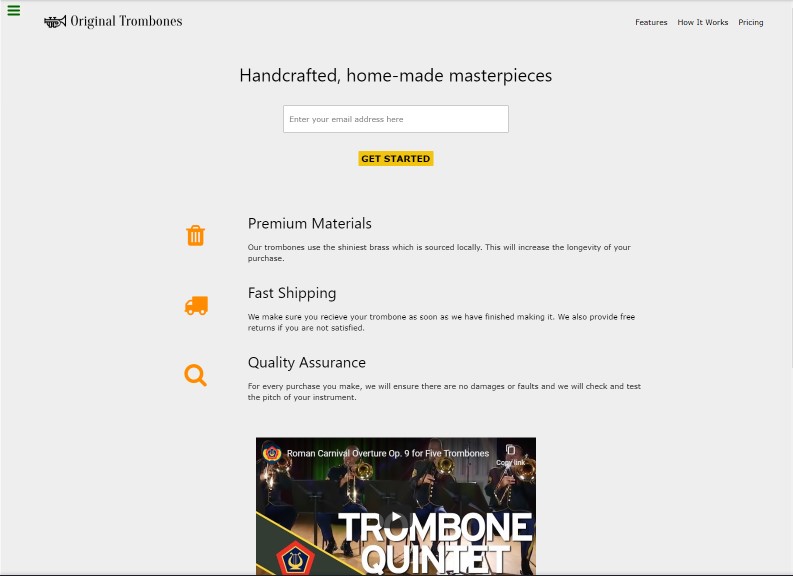 Original Trombones
Features How It Works Pricing
Handcrafted, home-made masterpieces
Enter your email address here
GET STARTED
Premium Materials
Our trombones use the shiniest brass which is sourced locally. This will increase the longevity of your
purchase.
Fast Shipping
We make sure you recieve your trombone as soon as we have finished making it. We also provide free
returns if you are not satisfied.
Quality Assurance
For every purchase you make, we will ensure there are no damages or faults and we will check and test
the pitch of your instrument.
Roman Carnival Overture Op. 9 for Five Trombones
Copy link
TROMBONE
QUINTET